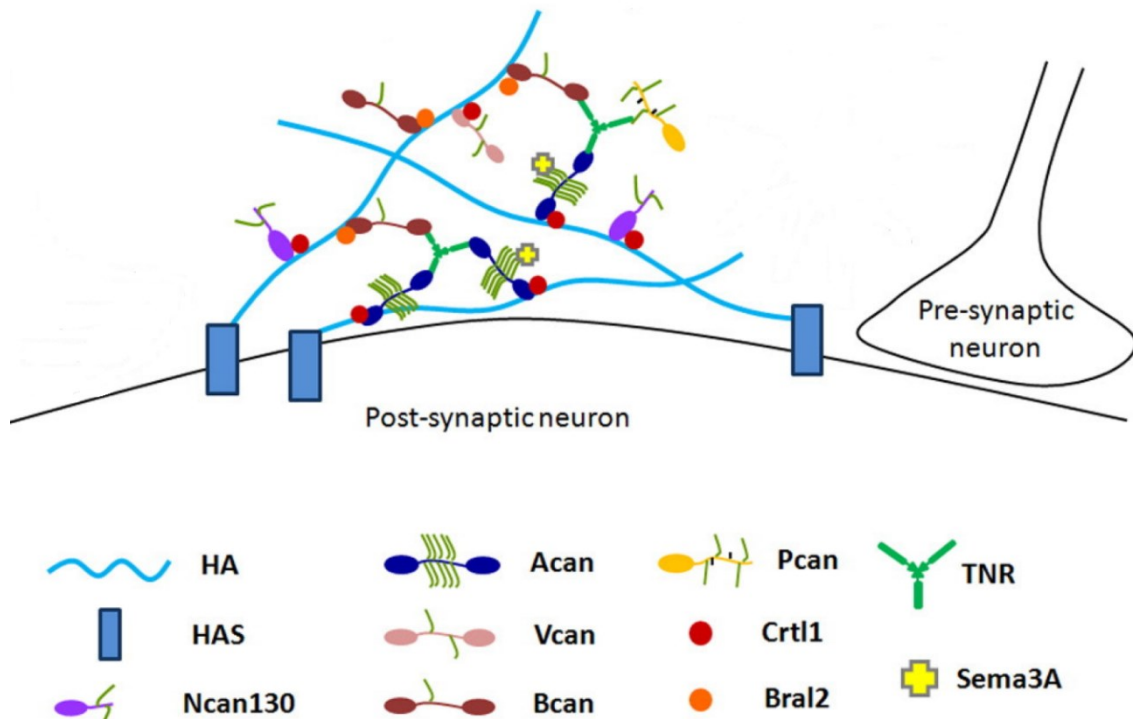 Pre-synaptic
neuron
Post-synaptic neuron
HA
Acan
Pcan
TNR
HAS
Vcan
Crtl1
Sema3A
Ncan130
Bcan
Bral2